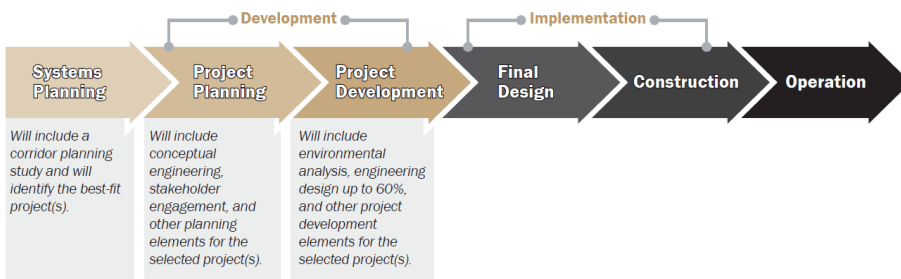 Development
Implementation
Systems
Planning
Project
Planning
Project
Development
Final
Design
Construction
Operation
Will include a
corridor planning
study and will
identify the best-fit
project(s).
Will include
conceptual
engineering,
stakeholder
engagement, and
other planning
elements for the
selected project(s).
Will include
environmental
analysis, engineering
design up to 60%,
and other project
development
elements for the
selected project(s).